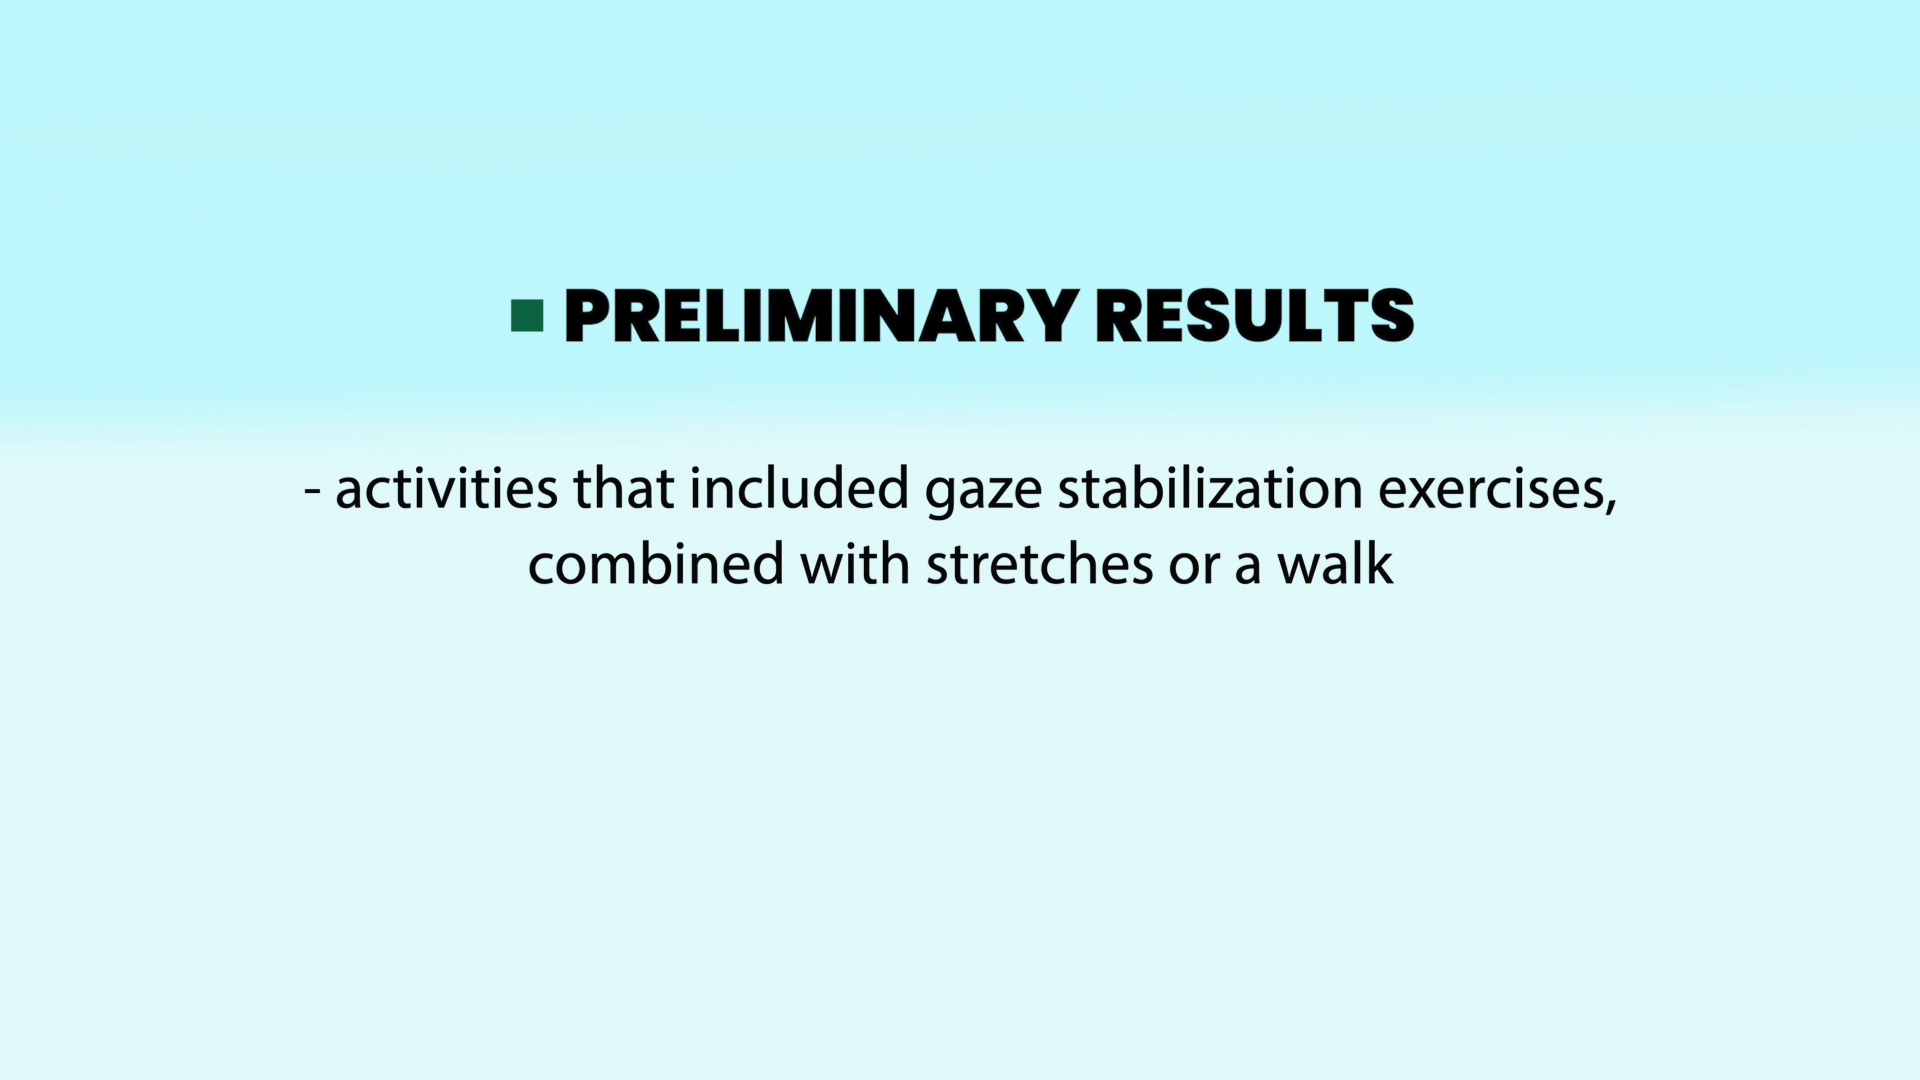 PRELIMINARY RESULTS
- activities that included gaze stabilization exercises,
combined with stretches or a walk